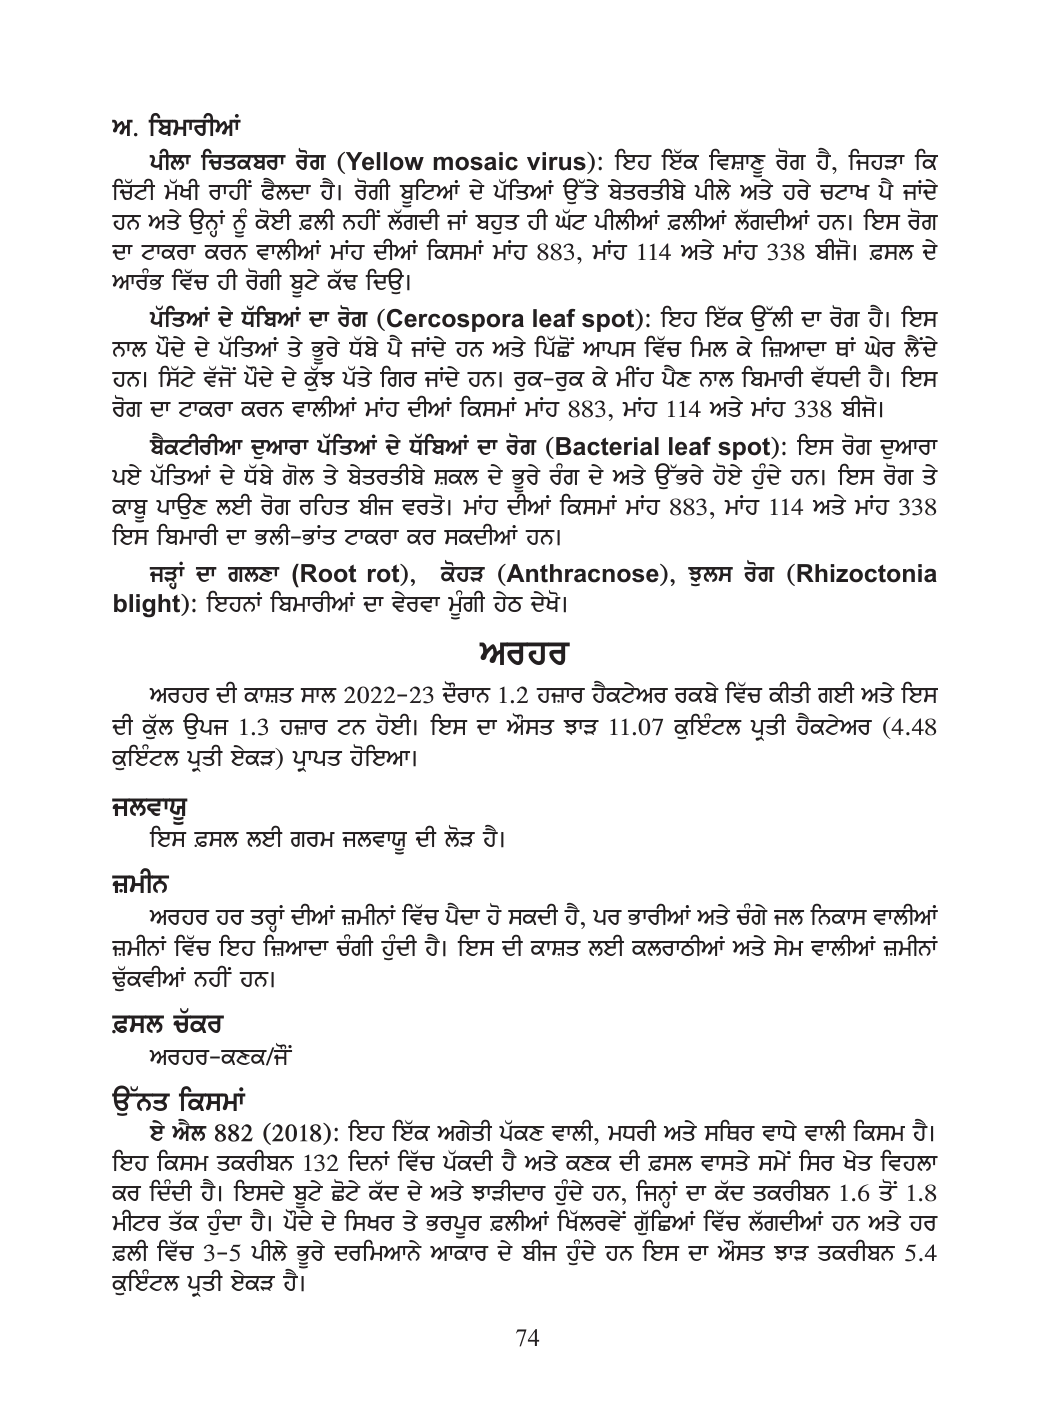 ਅ. ਬਿਮਾਰੀਆਂ
ਪੀਲਾ ਚਿਤਕਬਰਾ ਰੋਗ (Yellow mosaic virus): ਇਹ ਇੱਕ ਵਿਸ਼ਾਣੂ ਰੋਗ ਹੈ, ਜਿਹੜਾ ਕਿ
ਚਿੱਟੀ ਮੱਖੀ ਰਾਹੀਂ ਫੈਲਦਾ ਹੈ। ਰੋਗੀ ਬੂਟਿਆਂ ਦੇ ਪੱਤਿਆਂ ਉੱਤੇ ਬੇਤਰਤੀਬੇ ਪੀਲੇ ਅਤੇ ਹਰੇ ਚਟਾਖ ਪੈ ਜਾਂਦੇ
ਹਨ ਅਤੇ ਉਨ੍ਹਾਂ ਨੂੰ ਕੋਈ ਫ਼ਲੀ ਨਹੀਂ ਲੱਗਦੀ ਜਾਂ ਬਹੁਤ ਹੀ ਘੱਟ ਪੀਲੀਆਂ ਫ਼ਲੀਆਂ ਲੱਗਦੀਆਂ ਹਨ। ਇਸ ਰੋਗ
ਦਾ ਟਾਕਰਾ ਕਰਨ ਵਾਲੀਆਂ ਮਾਂਹ ਦੀਆਂ ਕਿਸਮਾਂ ਮਾਂਹ 883, ਮਾਂਹ 114 ਅਤੇ ਮਾਂਹ 338 ਬੀਜੋ। ਫ਼ਸਲ ਦੇ
ਆਰੰਭ ਵਿੱਚ ਹੀ ਰੋਗੀ ਬੂਟੇ ਕੱਢ ਦਿਉ।
ਪੱਤਿਆਂ ਦੇ ਧੱਬਿਆਂ ਦਾ ਰੋਗ (Cercospora leaf spot): ਇਹ ਇੱਕ ਉੱਲੀ ਦਾ ਰੋਗ ਹੈ। ਇਸ
ਨਾਲ ਪੌਦੇ ਦੇ ਪੱਤਿਆਂ ਤੇ ਭੂਰੇ ਧੱਬੇ ਪੈ ਜਾਂਦੇ ਹਨ ਅਤੇ ਪਿੱਛੋਂ ਆਪਸ ਵਿੱਚ ਮਿਲ ਕੇ ਜ਼ਿਆਦਾ ਥਾਂ ਘੇਰ ਲੈਂਦੇ
ਹਨ। ਸਿੱਟੇ ਵੱਜੋਂ ਪੌਦੇ ਦੇ ਕੁੱਝ ਪੱਤੇ ਗਿਰ ਜਾਂਦੇ ਹਨ। ਰੁਕ-ਰੁਕ ਕੇ ਮੀਂਹ ਪੈਣ ਨਾਲ ਬਿਮਾਰੀ ਵੱਧਦੀ ਹੈ। ਇਸ
ਰੋਗ ਦਾ ਟਾਕਰਾ ਕਰਨ ਵਾਲੀਆਂ ਮਾਂਹ ਦੀਆਂ ਕਿਸਮਾਂ ਮਾਂਹ 883, ਮਾਂਹ 114 ਅਤੇ ਮਾਂਹ 338 ਬੀਜੋ।
ਬੈਕਟੀਰੀਆ ਦੁਆਰਾ ਪੱਤਿਆਂ ਦੇ ਧੱਬਿਆਂ ਦਾ ਰੋਗ (Bacterial leaf spot): ਇਸ ਰੋਗ ਦੁਆਰਾ
ਪਏ ਪੱਤਿਆਂ ਦੇ ਧੱਬੇ ਗੋਲ ਤੇ ਬੇਤਰਤੀਬੇ ਸ਼ਕਲ ਦੇ ਭੂਰੇ ਰੰਗ ਦੇ ਅਤੇ ਉੱਭਰੇ ਹੋਏ ਹੁੰਦੇ ਹਨ। ਇਸ ਰੋਗ ਤੇ
ਕਾਬੂ ਪਾਉਣ ਲਈ ਰੋਗ ਰਹਿਤ ਬੀਜ ਵਰਤੋ। ਮਾਂਹ ਦੀਆਂ ਕਿਸਮਾਂ ਮਾਂਹ 883, ਮਾਂਹ 114 ਅਤੇ ਮਾਂਹ 338
ਇਸ ਬਿਮਾਰੀ ਦਾ ਭਲੀ-ਭਾਂਤ ਟਾਕਰਾ ਕਰ ਸਕਦੀਆਂ ਹਨ।
ਜੜ੍ਹਾਂ ਦਾ ਗਲਣਾ (Root rot), ਕੋਹੜ (Anthracnose), ਝੁਲਸ ਰੋਗ (Rhizoctonia
blight): ਇਹਨਾਂ ਬਿਮਾਰੀਆਂ ਦਾ ਵੇਰਵਾ ਮੂੰਗੀ ਹੇਠ ਦੇਖੋ।
ਅਰਹਰ
ਅਰਹਰ ਦੀ ਕਾਸ਼ਤ ਸਾਲ 2022-23 ਦੌਰਾਨ 1.2 ਹਜ਼ਾਰ ਹੈਕਟੇਅਰ ਰਕਬੇ ਵਿੱਚ ਕੀਤੀ ਗਈ ਅਤੇ ਇਸ
ਦੀ ਕੁੱਲ ਉਪਜ 1.3 ਹਜ਼ਾਰ ਟਨ ਹੋਈ। ਇਸ ਦਾ ਔਸਤ ਝਾੜ 11.07 ਕੁਇੰਟਲ ਪ੍ਰਤੀ ਹੈਕਟੇਅਰ (4.48
ਕੁਇੰਟਲ ਪ੍ਰਤੀ ਏਕੜ) ਪ੍ਰਾਪਤ ਹੋਇਆ।
ਜਲਵਾਯੂ
ਇਸ ਫ਼ਸਲ ਲਈ ਗਰਮ ਜਲਵਾਯੂ ਦੀ ਲੋੜ ਹੈ।
ਜ਼ਮੀਨ
ਅਰਹਰ ਹਰ ਤਰ੍ਹਾਂ ਦੀਆਂ ਜ਼ਮੀਨਾਂ ਵਿੱਚ ਪੈਦਾ ਹੋ ਸਕਦੀ ਹੈ, ਪਰ ਭਾਰੀਆਂ ਅਤੇ ਚੰਗੇ ਜਲ ਨਿਕਾਸ ਵਾਲੀਆਂ
ਜ਼ਮੀਨਾਂ ਵਿੱਚ ਇਹ ਜ਼ਿਆਦਾ ਚੰਗੀ ਹੁੰਦੀ ਹੈ। ਇਸ ਦੀ ਕਾਸ਼ਤ ਲਈ ਕਲਰਾਠੀਆਂ ਅਤੇ ਸੇਮ ਵਾਲੀਆਂ ਜ਼ਮੀਨਾਂ
ਢੁੱਕਵੀਆਂ ਨਹੀਂ ਹਨ।
ਫ਼ਸਲ ਚੱਕਰ
ਅਰਹਰ-ਕਣਕ/ਜੌਂ
ਉੱਨਤ ਕਿਸਮਾਂ
ਏ ਐਲ 882 (2018): ਇਹ ਇੱਕ ਅਗੇਤੀ ਪੱਕਣ ਵਾਲੀ, ਮਧਰੀ ਅਤੇ ਸਥਿਰ ਵਾਧੇ ਵਾਲੀ ਕਿਸਮ ਹੈ।
ਇਹ ਕਿਸਮ ਤਕਰੀਬਨ 132 ਦਿਨਾਂ ਵਿੱਚ ਪੱਕਦੀ ਹੈ ਅਤੇ ਕਣਕ ਦੀ ਫ਼ਸਲ ਵਾਸਤੇ ਸਮੇਂ ਸਿਰ ਖੇਤ ਵਿਹਲਾ
ਕਰ ਦਿੰਦੀ ਹੈ। ਇਸਦੇ ਬੂਟੇ ਛੋਟੇ ਕੱਦ ਦੇ ਅਤੇ ਝਾੜੀਦਾਰ ਹੁੰਦੇ ਹਨ, ਜਿਨ੍ਹਾਂ ਦਾ ਕੱਦ ਤਕਰੀਬਨ 1.6 ਤੋਂ 1.8
ਮੀਟਰ ਤੱਕ ਹੁੰਦਾ ਹੈ। ਪੌਦੇ ਦੇ ਸਿਖਰ ਤੇ ਭਰਪੂਰ ਫ਼ਲੀਆਂ ਖਿੱਲਰਵੇਂ ਗੁੱਛਿਆਂ ਵਿੱਚ ਲੱਗਦੀਆਂ ਹਨ ਅਤੇ ਹਰ
ਫ਼ਲੀ ਵਿੱਚ 3-5 ਪੀਲੇ ਭੂਰੇ ਦਰਮਿਆਨੇ ਆਕਾਰ ਦੇ ਬੀਜ ਹੁੰਦੇ ਹਨ ਇਸ ਦਾ ਔਸਤ ਝਾੜ ਤਕਰੀਬਨ 5.4
ਕੁਇੰਟਲ ਪ੍ਰਤੀ ਏਕੜ ਹੈ।
74